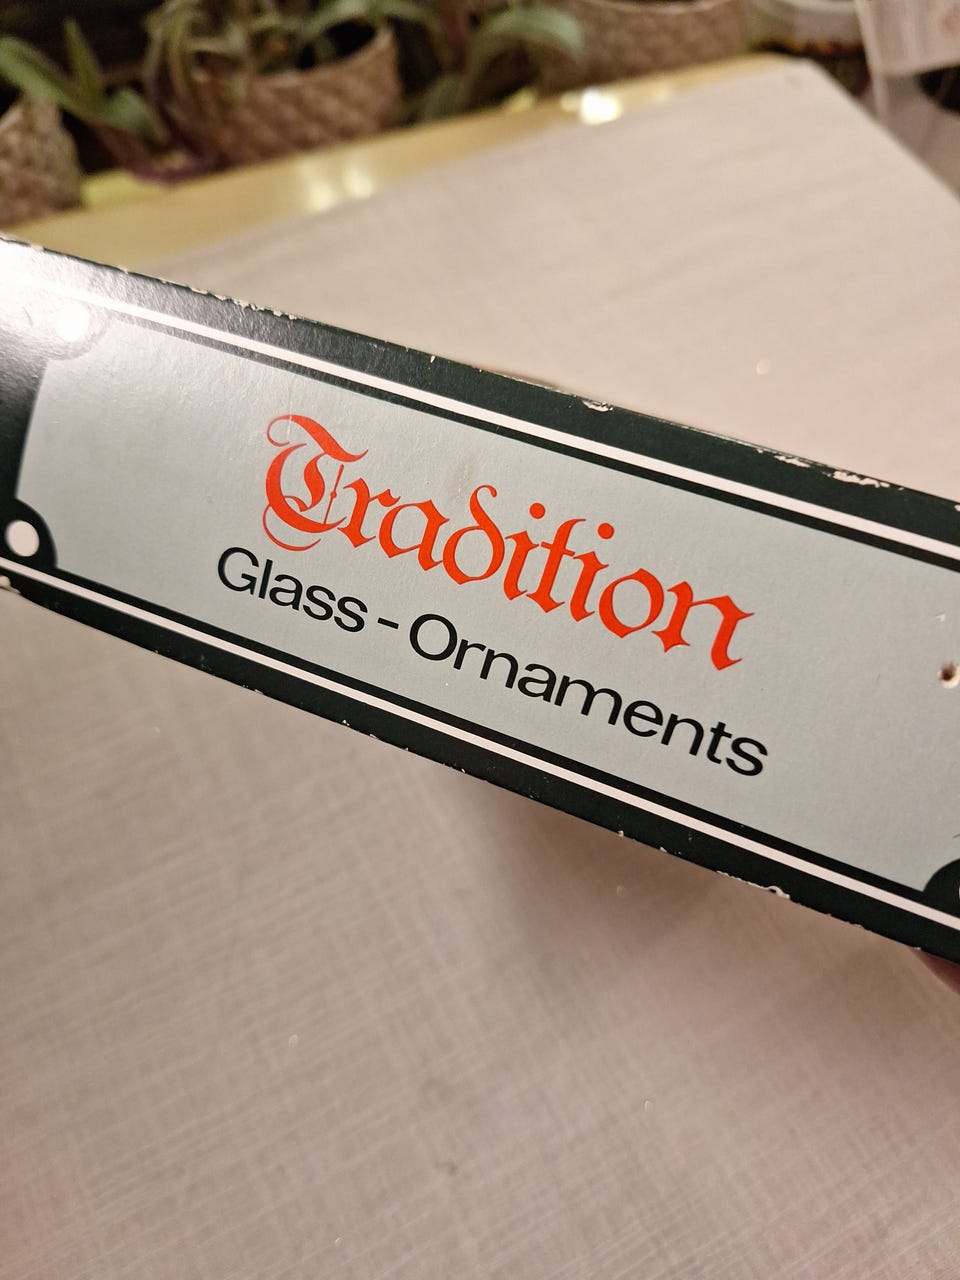 Tradition
Glass - Ornaments